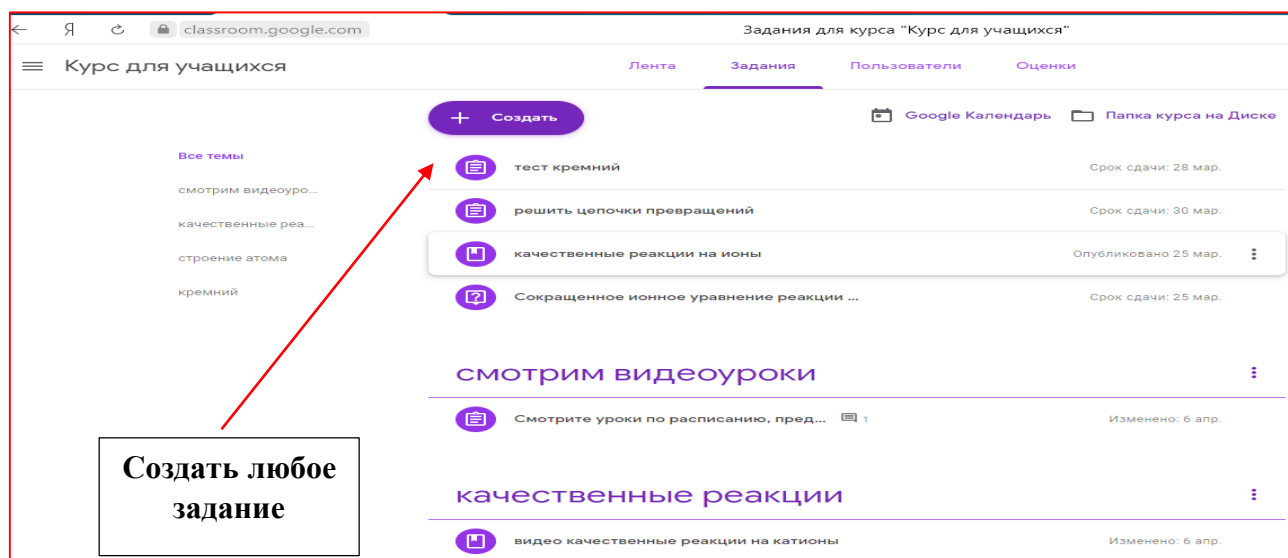 Я classroom.google.com Задания для курса "Курс для учащихся"
Курс для учащихся Лента Задания Пользователи Оценки
+ Создать Google Календарь Папка курса на Диске
Все темы
смотрим видеоуро...
качественные реа...
строение атома
кремний
тест кремний Срок сдачи: 28 мар.
решить цепочки превращений Срок сдачи: 30 мар.
качественные реакции на ионы Опубликовано 25 мар.
Сокращенное ионное уравнение реакции ... Срок сдачи: 25 мар.
смотрим видеоуроки
Смотрите уроки по расписанию, пред... 1 Изменено: 6 апр.
качественные реакции
видео качественные реакции на катионы Изменено: 6 апр.
Создать любое
задание